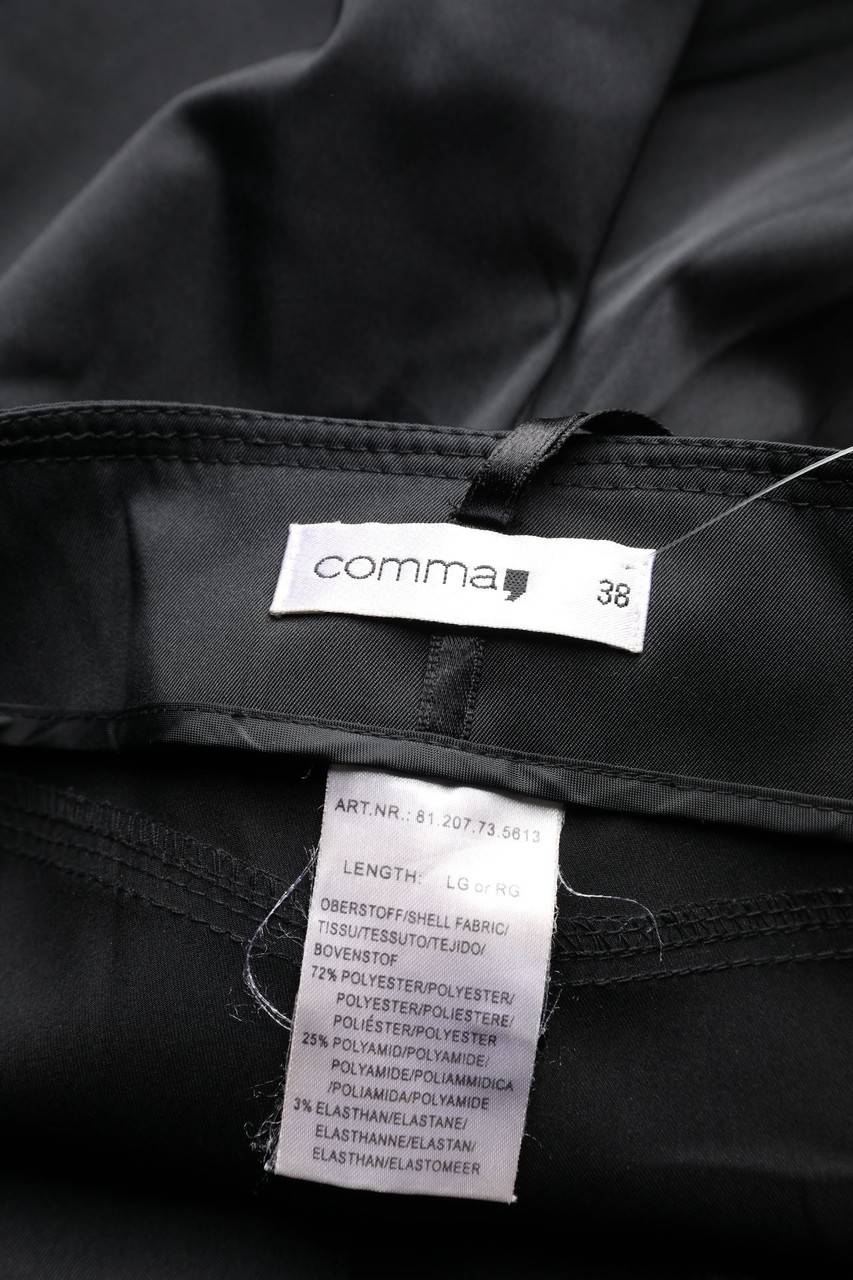 comma,
38
ART.NR.: 81.207.73.5613
LENGTH: LG or RG
OBERSTOFF/SHELL FABRIC/
TISSU/TESSUTO/TEJIDO/
BOVENSTOF
72% POLYESTER/POLYESTER/
POLYESTER/POLIESTERE/
POLIÉSTER/POLYESTER
25% POLYAMID/POLYAMIDE/
POLYAMIDE/POLIAMMIDICA
/POLIAMIDA/POLYAMIDE
3% ELASTHAN/ELASTANE/
ELASTHANNE/ELASTAN/
ELASTHAN/ELASTOMEER